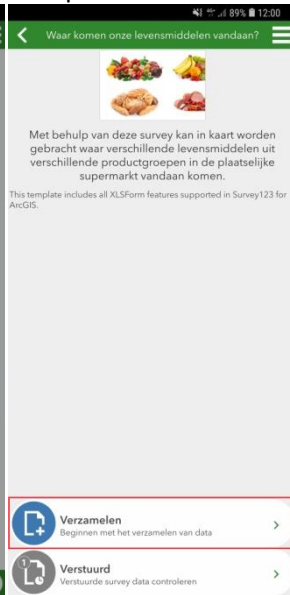 89% 12:00
Waar komen onze levensmiddelen vandaan?
Met behulp van deze survey kan in kaart worden
gebracht waar verschillende levensmiddelen uit
verschillende productgroepen in de plaatselijke
supermarkt vandaan komen.
This template includes all XLSForm features supported in Survey123 for
ArcGIS.
Verzamelen
Beginnen met het verzamelen van data
1
Verstuurd
Verstuurde survey data controleren